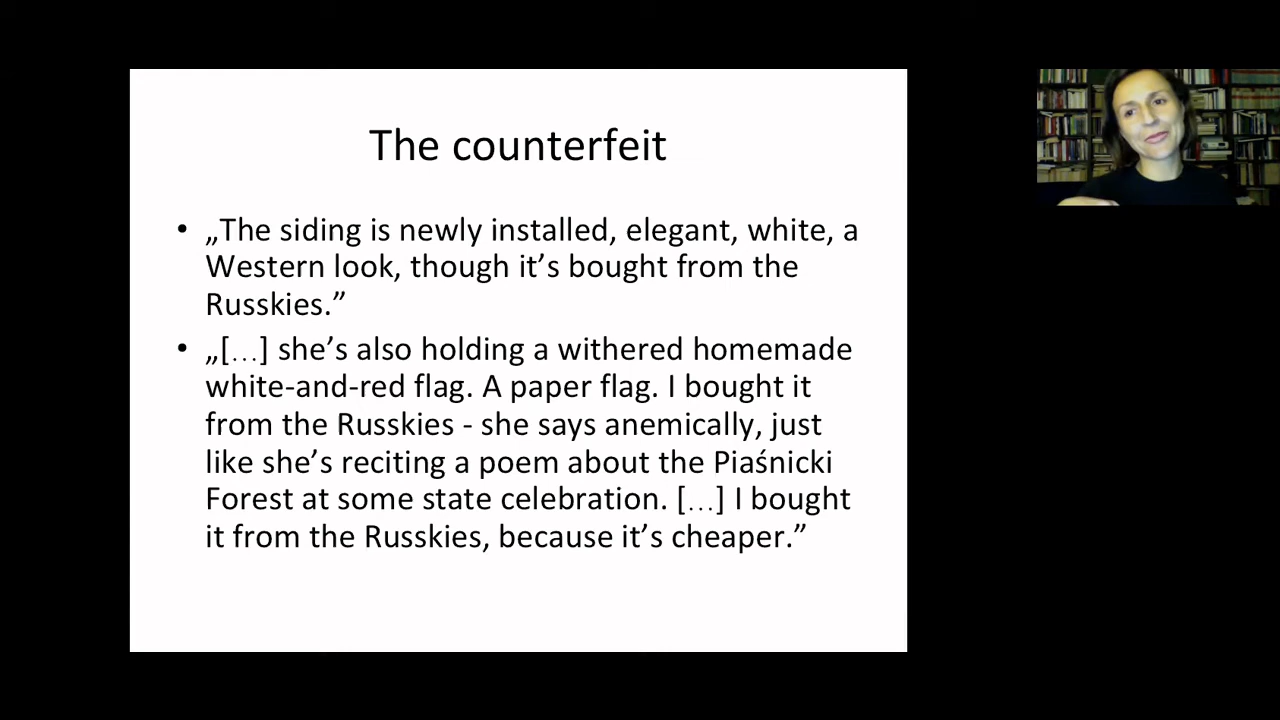 The counterfeit
• „The siding is newly installed, elegant, white, a
Western look, though it’s bought from the
Russkies.”
• „[…] she’s also holding a withered homemade
white-and-red flag. A paper flag. I bought it
from the Russkies - she says anemically, just
like she’s reciting a poem about the Piaśnicki
Forest at some state celebration. […] I bought
it from the Russkies, because it’s cheaper.”